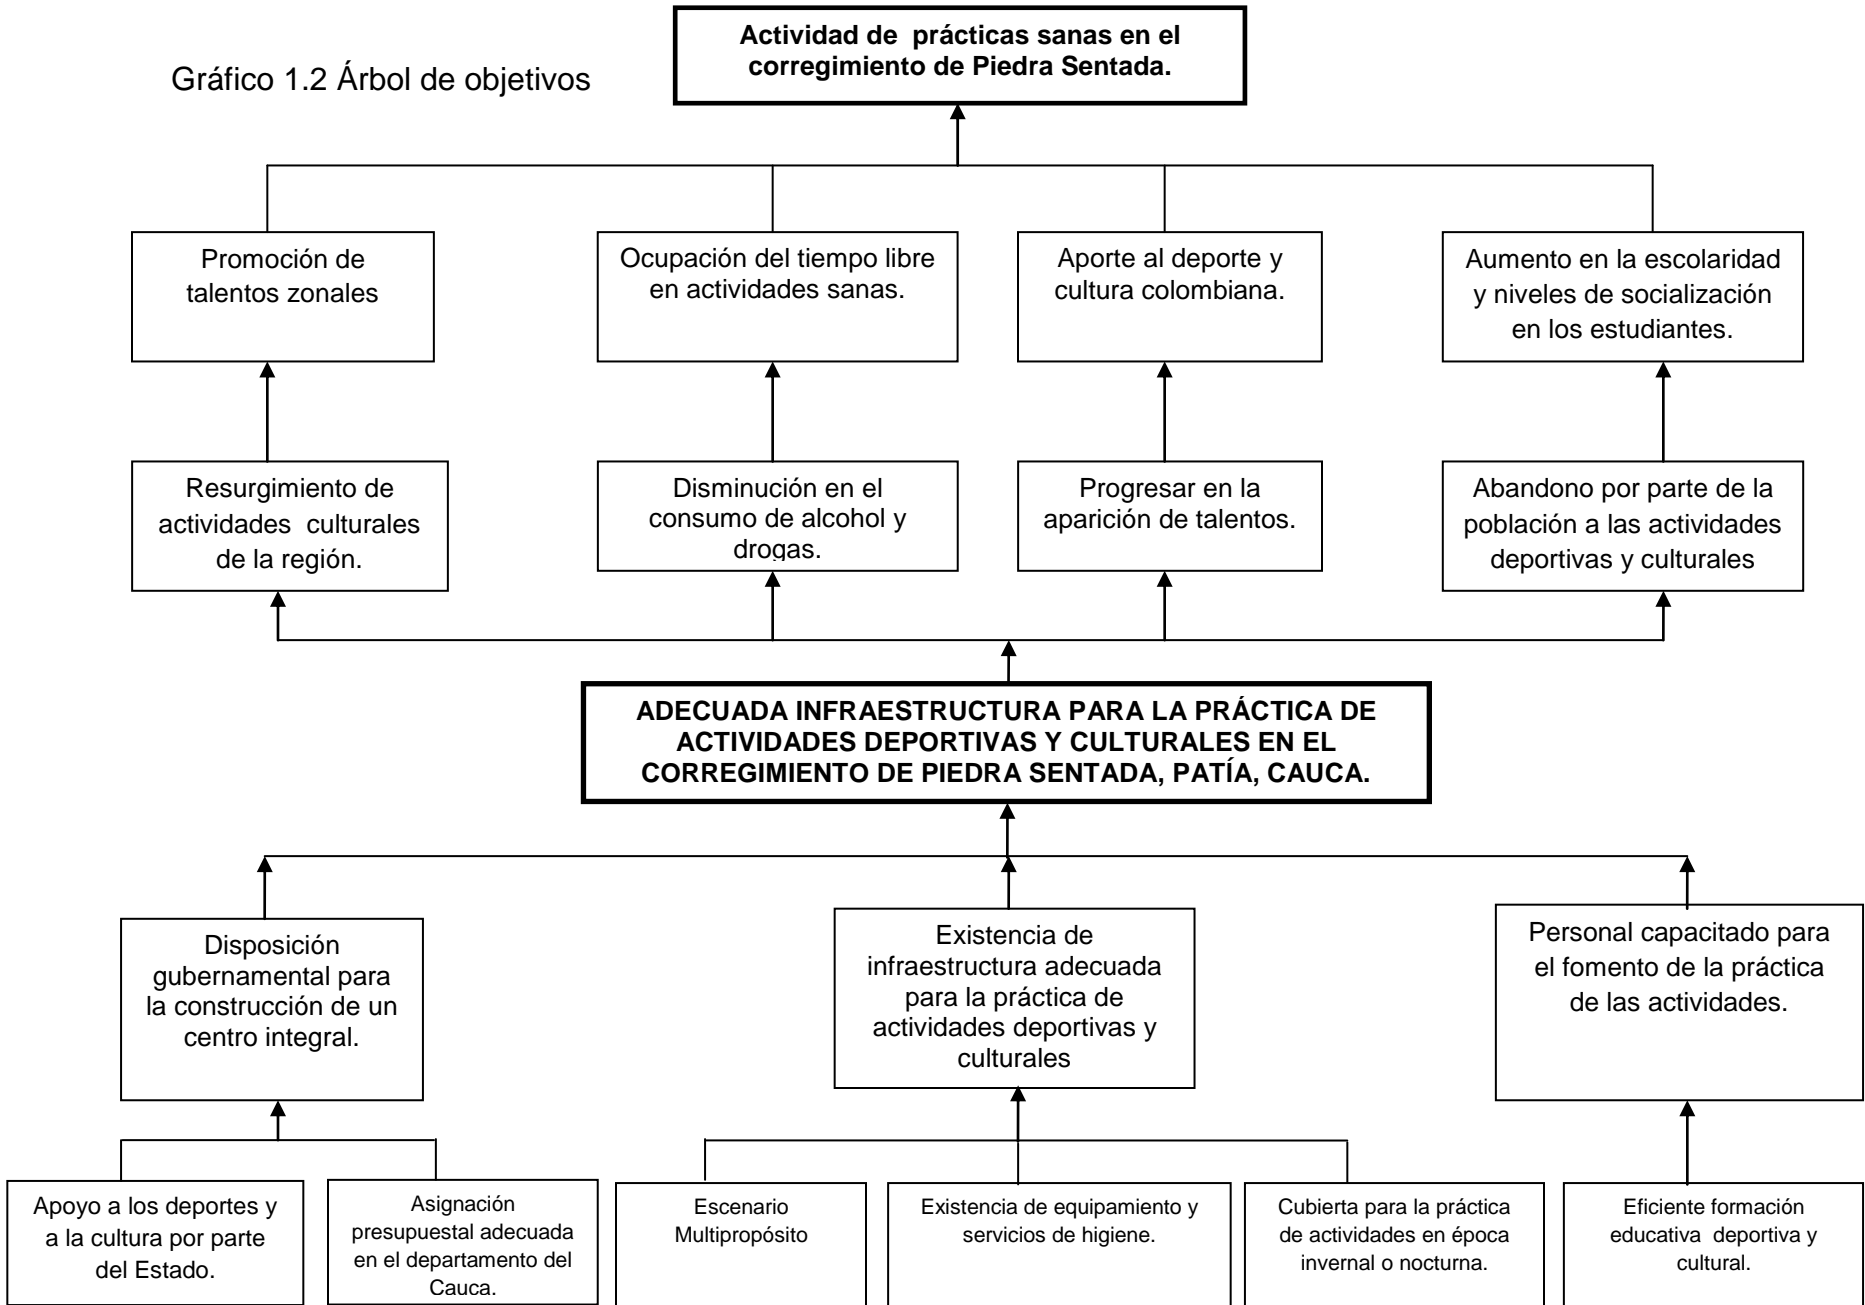 Actividad de prácticas sanas en el
corregimiento de Piedra Sentada.
Gráfico 1.2 Árbol de objetivos
Promoción de
talentos zonales
Ocupación del tiempo libre
en actividades sanas.
Aporte al deporte y
cultura colombiana.
Aumento en la escolaridad
y niveles de socialización
en los estudiantes.
Resurgimiento de
actividades culturales
de la región.
Disminución en el
consumo de alcohol y
drogas.
Progresar en la
aparición de talentos.
Abandono por parte de la
población a las actividades
deportivas y culturales
ADECUADA INFRAESTRUCTURA PARA LA PRÁCTICA DE
ACTIVIDADES DEPORTIVAS Y CULTURALES EN EL
CORREGIMIENTO DE PIEDRA SENTADA, PATÍA, CAUCA.
Disposición
gubernamental para
la construcción de un
centro integral.
Existencia de
infraestructura adecuada
para la práctica de
actividades deportivas y
culturales
Personal capacitado para
el fomento de la práctica
de las actividades.
Apoyo a los deportes y
a la cultura por parte
del Estado.
Asignación
presupuestal adecuada
en el departamento del
Cauca.
Escenario
Multipropósito
Existencia de equipamiento y
servicios de higiene.
Cubierta para la práctica
de actividades en época
invernal o nocturna.
Eficiente formación
educativa deportiva y
cultural.